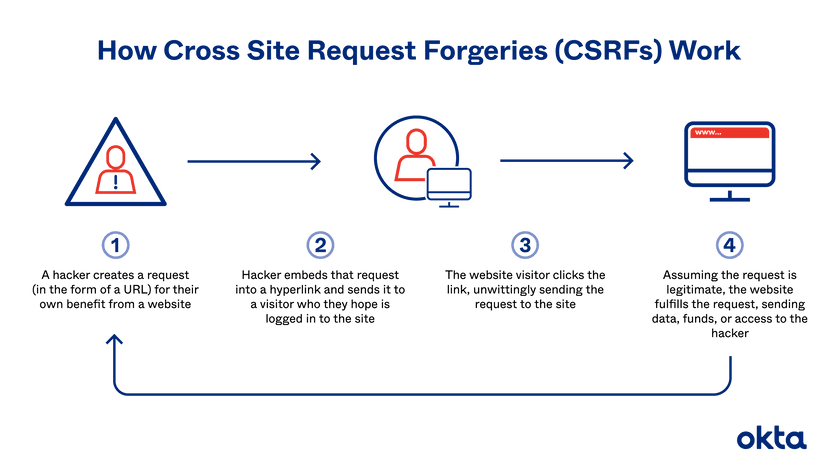 How Cross Site Request Forgeries (CSRFs) Work
www...
1
A hacker creates a request
(in the form of a URL) for their
own benefit from a website
2
Hacker embeds that request
into a hyperlink and sends it to
a visitor who they hope is
logged in to the site
3
The website visitor clicks the
link, unwittingly sending the
request to the site
4
Assuming the request is
legitimate, the website
fulfills the request, sending
data, funds, or access to the
hacker
okta